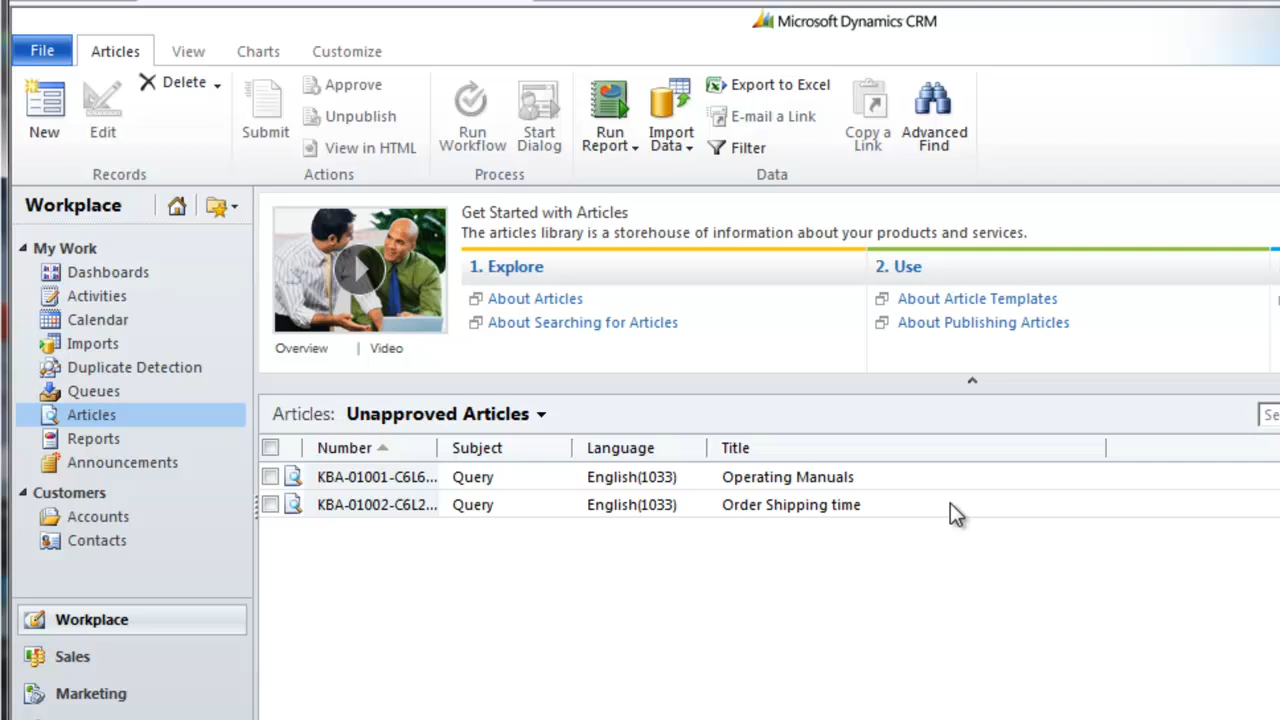 Microsoft Dynamics CRM
File Articles View Charts Customize
New
Edit
Delete
Records
Submit
Approve
Unpublish
View in HTML
Actions
Run Workflow
Start Dialog
Process
Run Report
Import Data
Export to Excel
E-mail a Link
Filter
Copy a Link
Advanced Find
Data
Workplace
My Work
Dashboards
Activities
Calendar
Imports
Duplicate Detection
Queues
Articles
Reports
Announcements
Customers
Accounts
Contacts
Workplace
Sales
Marketing
Get Started with Articles
The articles library is a storehouse of information about your products and services.
Overview | Video
1. Explore
About Articles
About Searching for Articles
2. Use
About Article Templates
About Publishing Articles
Articles: Unapproved Articles
Se
Number Subject Language Title
KBA-01001-C6L6... Query English(1033) Operating Manuals
KBA-01002-C6L2... Query English(1033) Order Shipping time